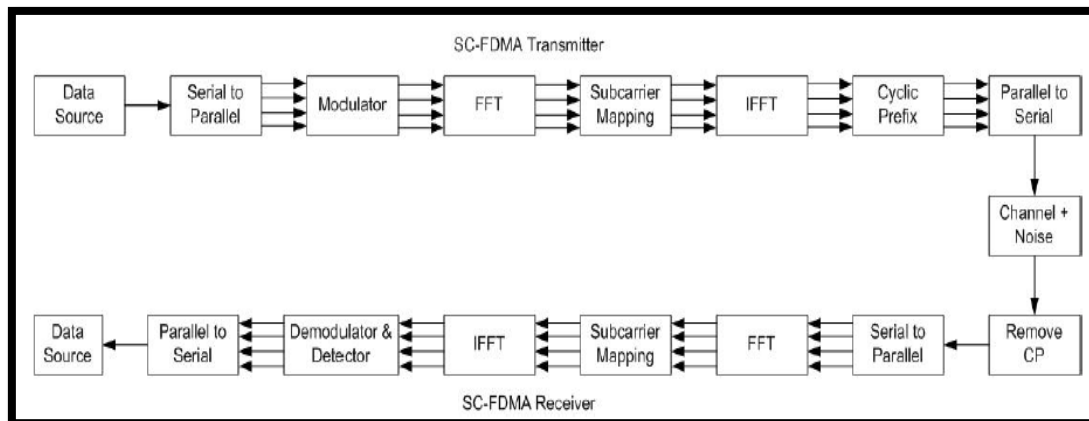 SC-FDMA Transmitter
Data
Source
Serial to
Parallel
Modulator
FFT
Subcarrier
Mapping
IFFT
Cyclic
Prefix
Parallel to
Serial
Channel +
Noise
Data
Source
Parallel to
Serial
Demodulator &
Detector
IFFT
Subcarrier
Mapping
FFT
Serial to
Parallel
Remove
CP
SC-FDMA Receiver